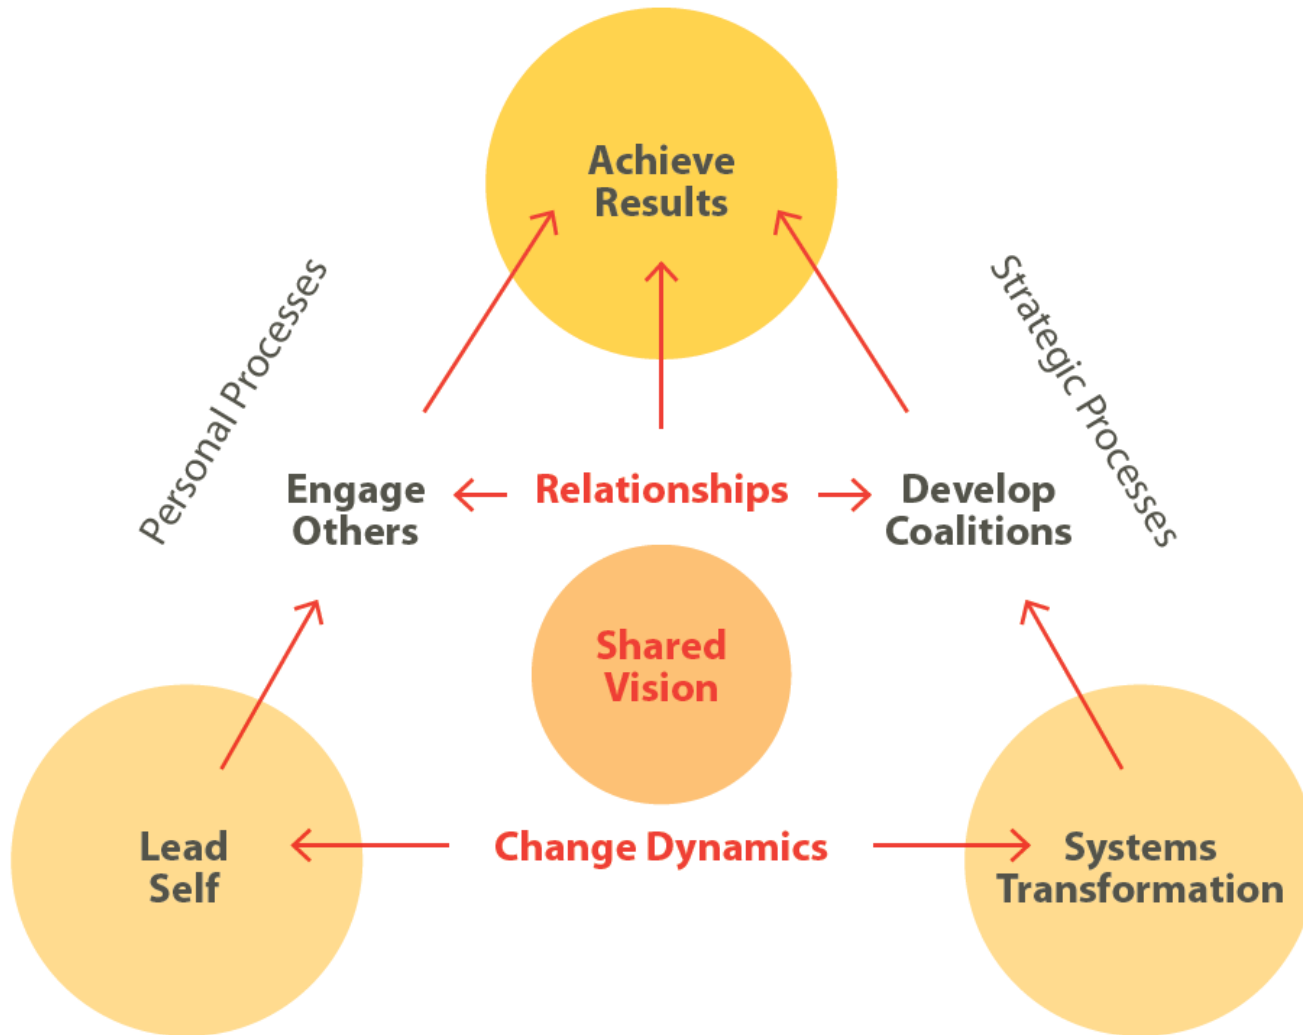 Achieve
Results
Personal Processes
Strategic Processes
Engage
Others
Relationships
Develop
Coalitions
Shared
Vision
Lead
Self
Change Dynamics
Systems
Transformation